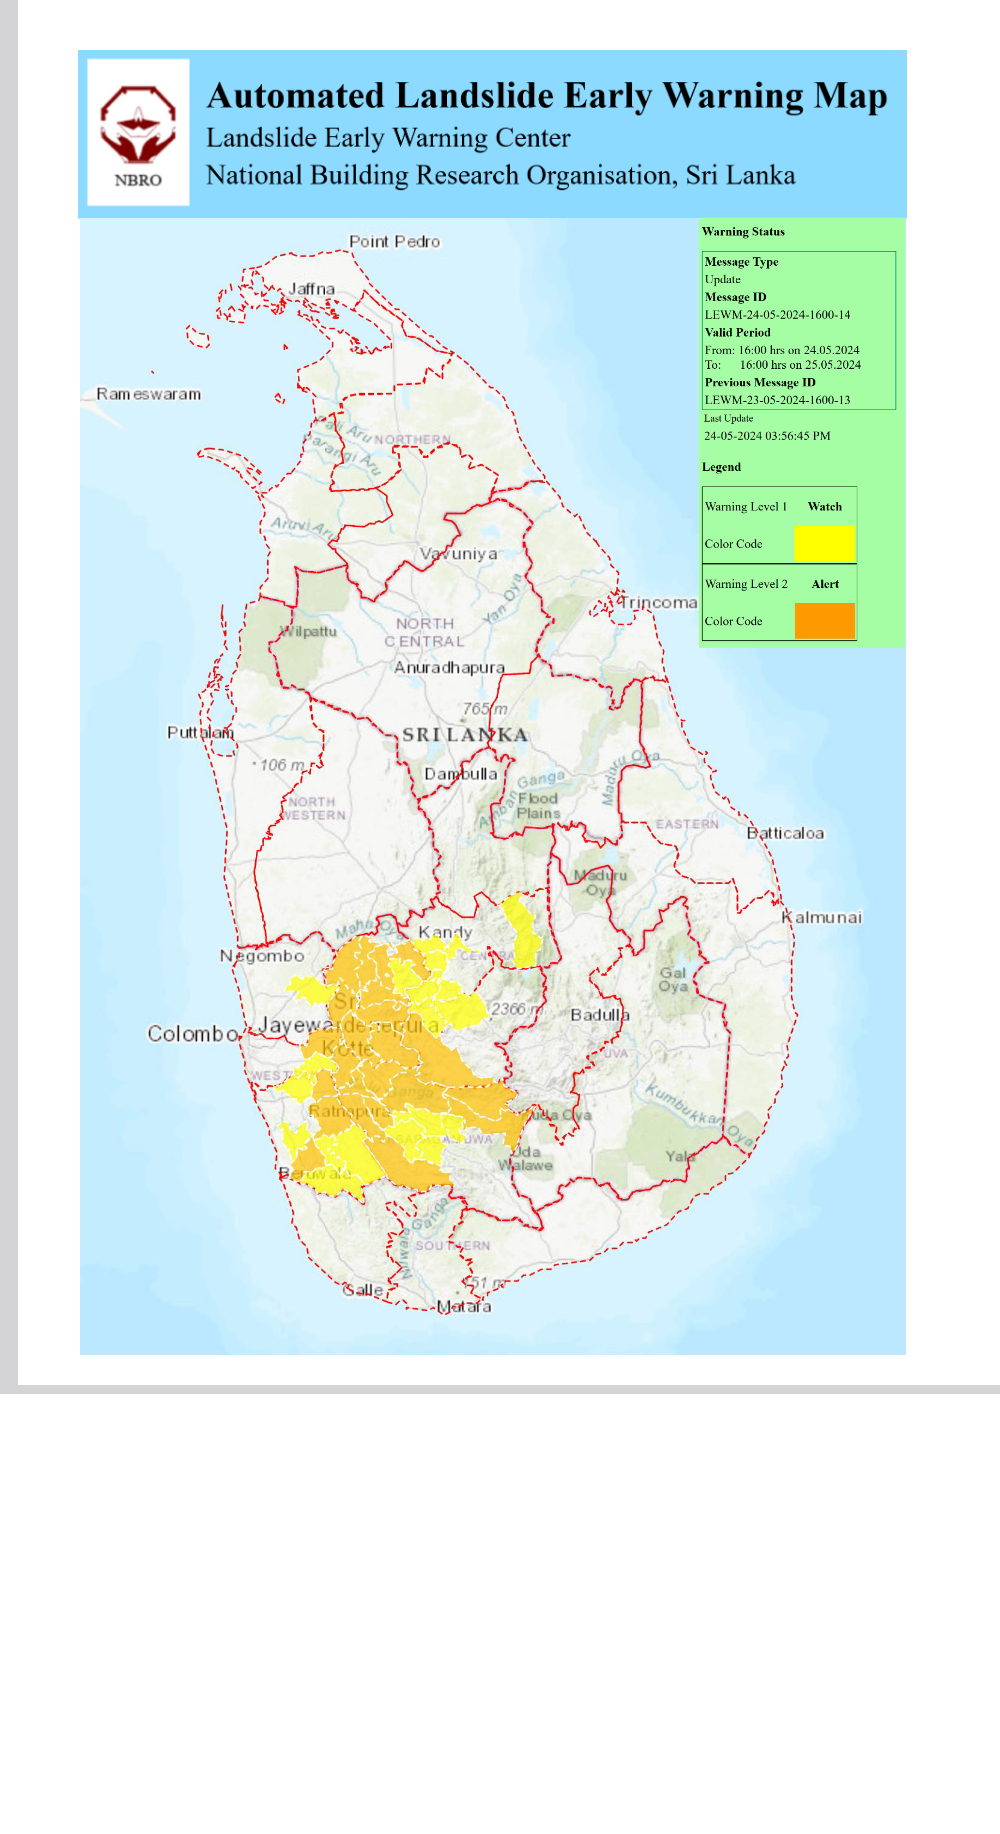 Automated Landslide Early Warning Map
Landslide Early Warning Center
National Building Research Organisation, Sri Lanka
NBRO
Warning Status
Message Type
Update
Message ID
LEWM-24-05-2024-1600-14
Valid Period
From: 16:00 hrs on 24.05.2024
To: 16:00 hrs on 25.05.2024
Previous Message ID
LEWM-23-05-2024-1600-13
Last Update
24-05-2024 03:56:45 PM
Legend
Warning Level 1 Watch
Color Code
Warning Level 2 Alert
Color Code
Point Pedro
Jaffna
Rameswaram
Pali Aru
NORTHERN
Parangi Aru
Aruvi Aru
Vavuniya
Yan Oya
Trincoma
NORTH
CENTRAL
Wilpattu
Anuradhapura
765 m
Puttalam
SRI LANKA
106 m
Dambulla
Amban Ganga
Maduru Oya
Flood
Plains
NORTH
WESTERN
EASTERN
Batticaloa
Maduru
Oya
Kalmunai
Maha Oya
Kandy
Negombo
CENTRAL
Gal
Oya
Sri
2366 m
Badulla
Jayewardenepura
Colombo
Kotte
UVA
WEST
Kumbukkan Oya
Ratnapura
uda Oya
SABARAGAMUWA
Uda
Walawe
Yala
Beruwala
Nilwala Ganga
SOUTHERN
Galle
151 m
Matara